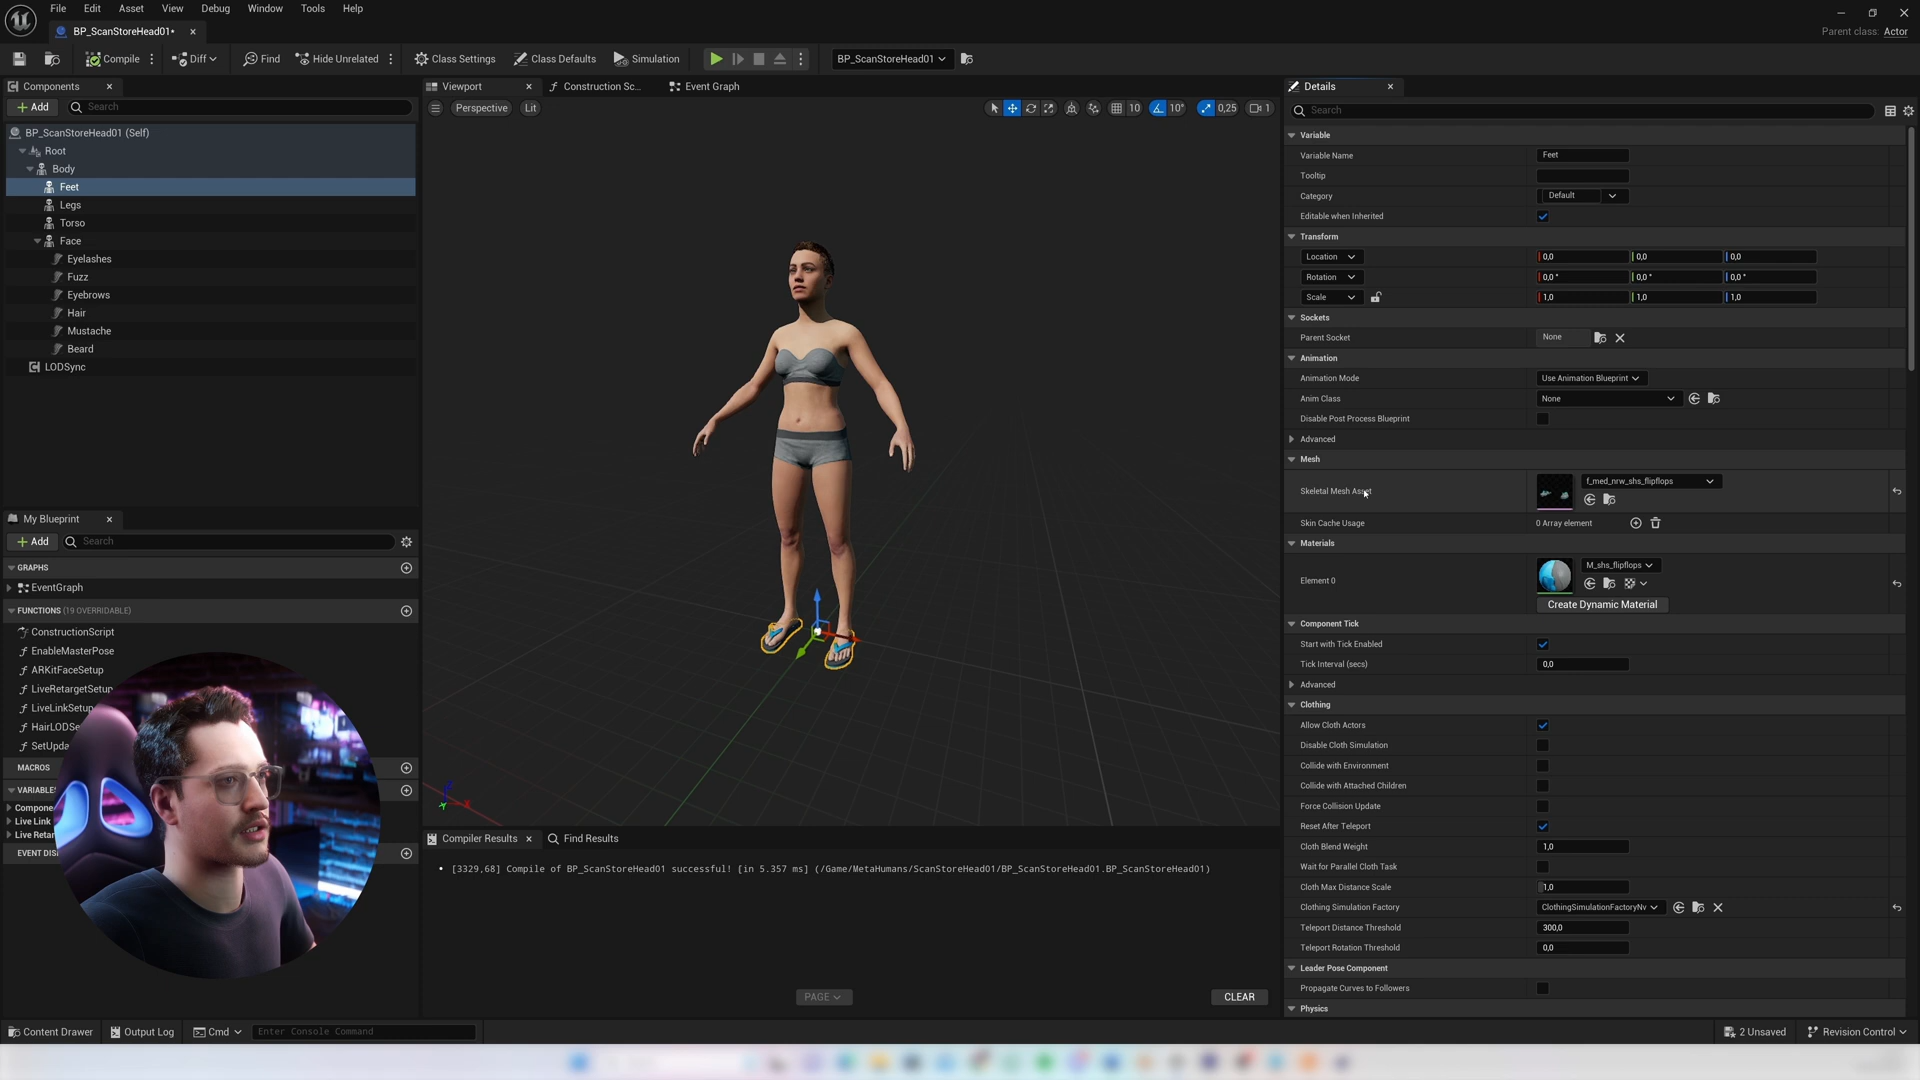 File Edit Asset View Debug Window Tools Help
BP_ScanStoreHead01*
Parent class: Actor
Compile Diff Find Hide Unrelated Class Settings Class Defaults Simulation BP_ScanStoreHead01
Components
Add Search
BP_ScanStoreHead01 (Self)
Root
Body
Feet
Legs
Torso
Face
Eyelashes
Fuzz
Eyebrows
Hair
Mustache
Beard
LODSync
My Blueprint
Add Search
GRAPHS
EventGraph
FUNCTIONS (19 OVERRIDABLE)
ConstructionScript
EnableMasterPose
ARKitFaceSetup
LiveRetargetSetup
LiveLinkSetup
HairLODSe
SetUpda
MACROS
VARIABLES
Compone
Live Link
Live Retar
EVENT DIS
Viewport Construction Sc... Event Graph
Perspective Lit 10 10° 0,25 1
Compiler Results Find Results
• [3329,68] Compile of BP_ScanStoreHead01 successful! [in 5.357 ms] (/Game/MetaHumans/ScanStoreHead01/BP_ScanStoreHead01.BP_ScanStoreHead01)
PAGE CLEAR
Details
Search
Variable
Variable Name Feet
Tooltip
Category Default
Editable when Inherited
Transform
Location 0,0 0,0 0,0
Rotation 0,0 ° 0,0 ° 0,0 °
Scale 1,0 1,0 1,0
Sockets
Parent Socket None
Animation
Animation Mode Use Animation Blueprint
Anim Class None
Disable Post Process Blueprint
Advanced
Mesh
Skeletal Mesh Asset f_med_nrw_shs_flipflops
Skin Cache Usage 0 Array element
Materials
Element 0 M_shs_flipflops
Create Dynamic Material
Component Tick
Start with Tick Enabled
Tick Interval (secs) 0,0
Advanced
Clothing
Allow Cloth Actors
Disable Cloth Simulation
Collide with Environment
Collide with Attached Children
Force Collision Update
Reset After Teleport
Cloth Blend Weight 1,0
Wait for Parallel Cloth Task
Cloth Max Distance Scale 1,0
Clothing Simulation Factory ClothingSimulationFactoryNv
Teleport Distance Threshold 300,0
Teleport Rotation Threshold 0,0
Leader Pose Component
Propagate Curves to Followers
Physics
Content Drawer Output Log Cmd Enter Console Command 2 Unsaved Revision Control